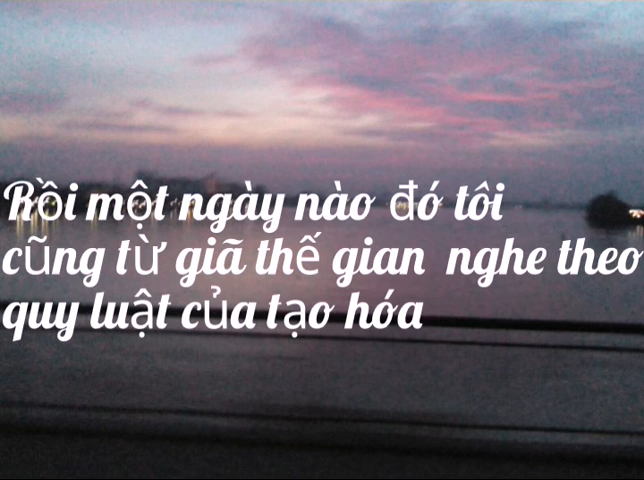 Rồi một ngày nào đó tôi
cũng từ giã thế gian nghe theo
quy luật của tạo hóa